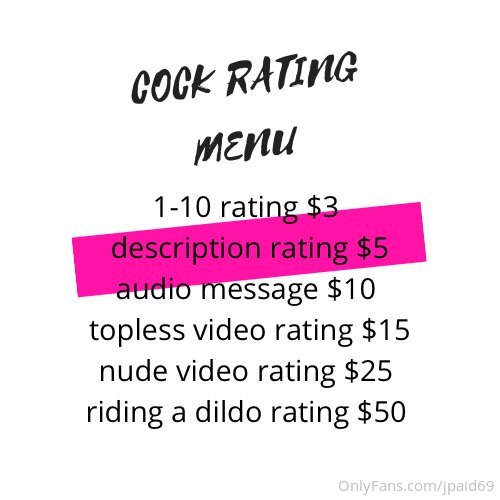 COCK RATING
MENU
1-10 rating $3
description rating $5
audio message $10
topless video rating $15
nude video rating $25
riding a dildo rating $50
OnlyFans.com/jpaid69